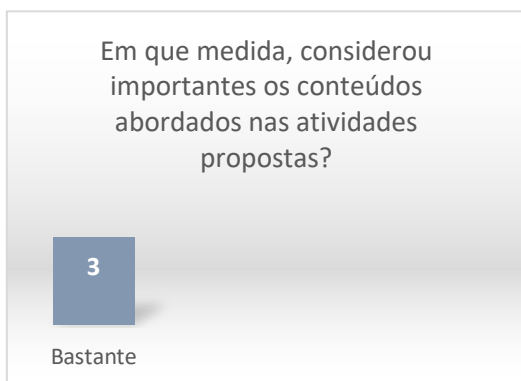 Em que medida, considerou
importantes os conteúdos
abordados nas atividades
propostas?
3
Bastante